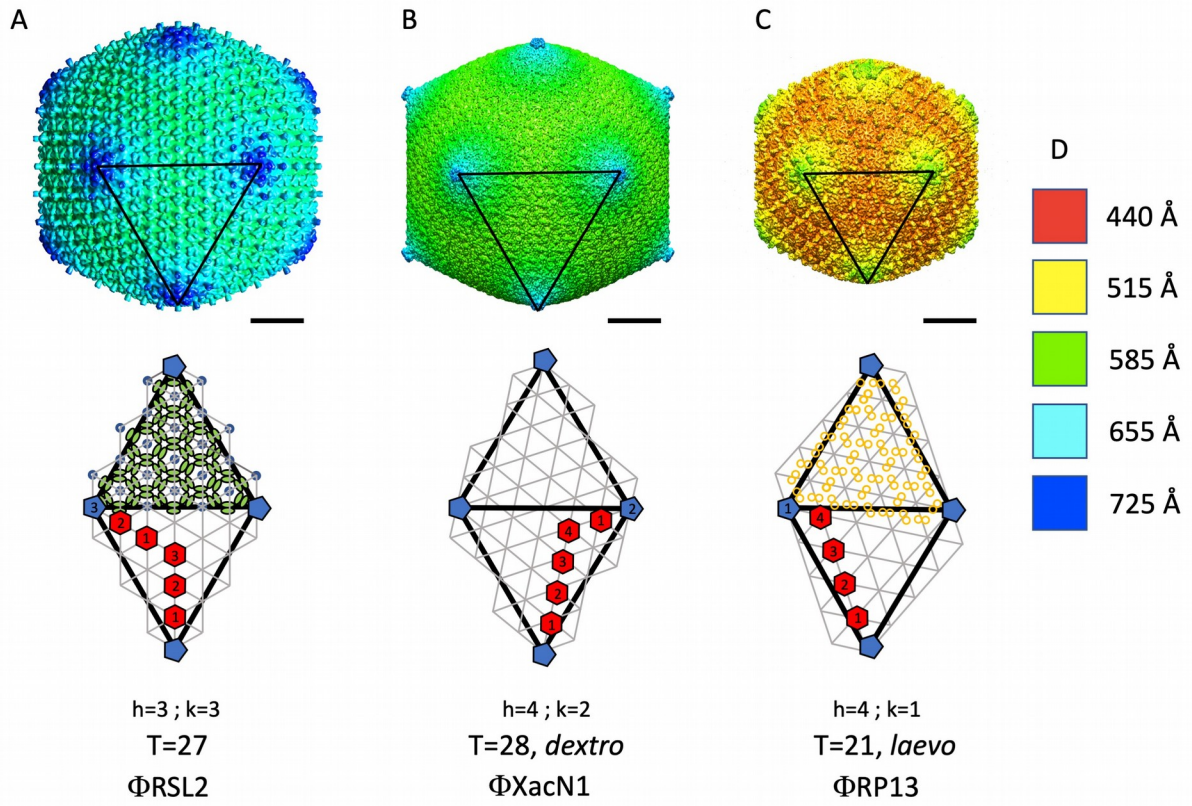 A
B
C
D
440 Å
515 Å
585 Å
655 Å
725 Å
3
2
1
3
2
1
2
1
4
3
2
1
1
4
3
2
1
h=3 ; k=3
T=27
ΦRSL2
h=4 ; k=2
T=28, dextro
ΦXacN1
h=4 ; k=1
T=21, laevo
ΦRP13